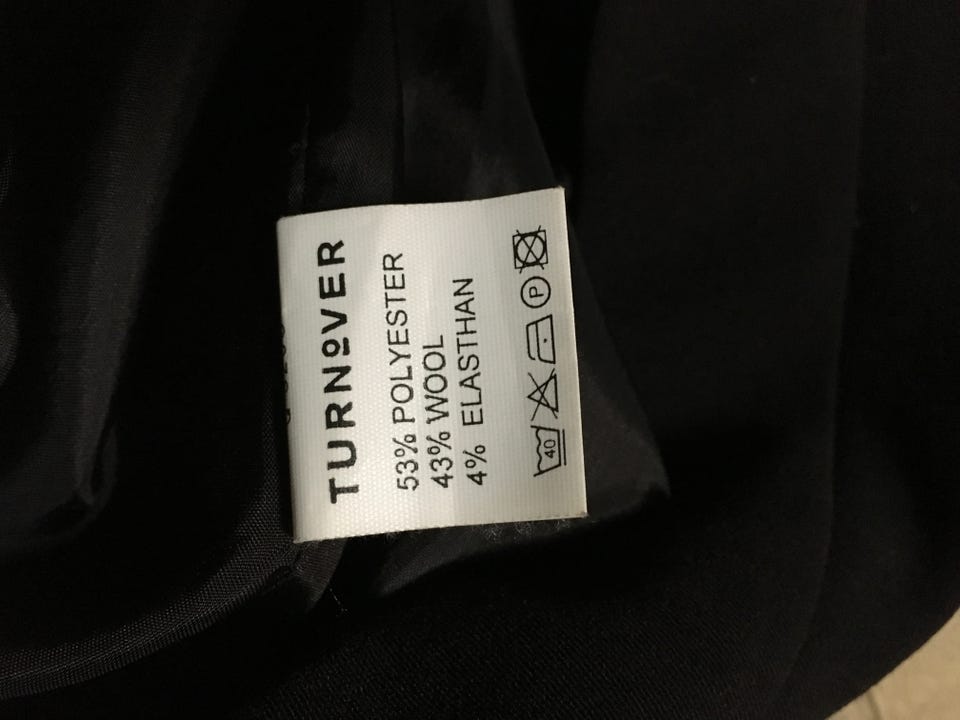 TURNOVER
53% POLYESTER
43% WOOL
4% ELASTHAN
40 P